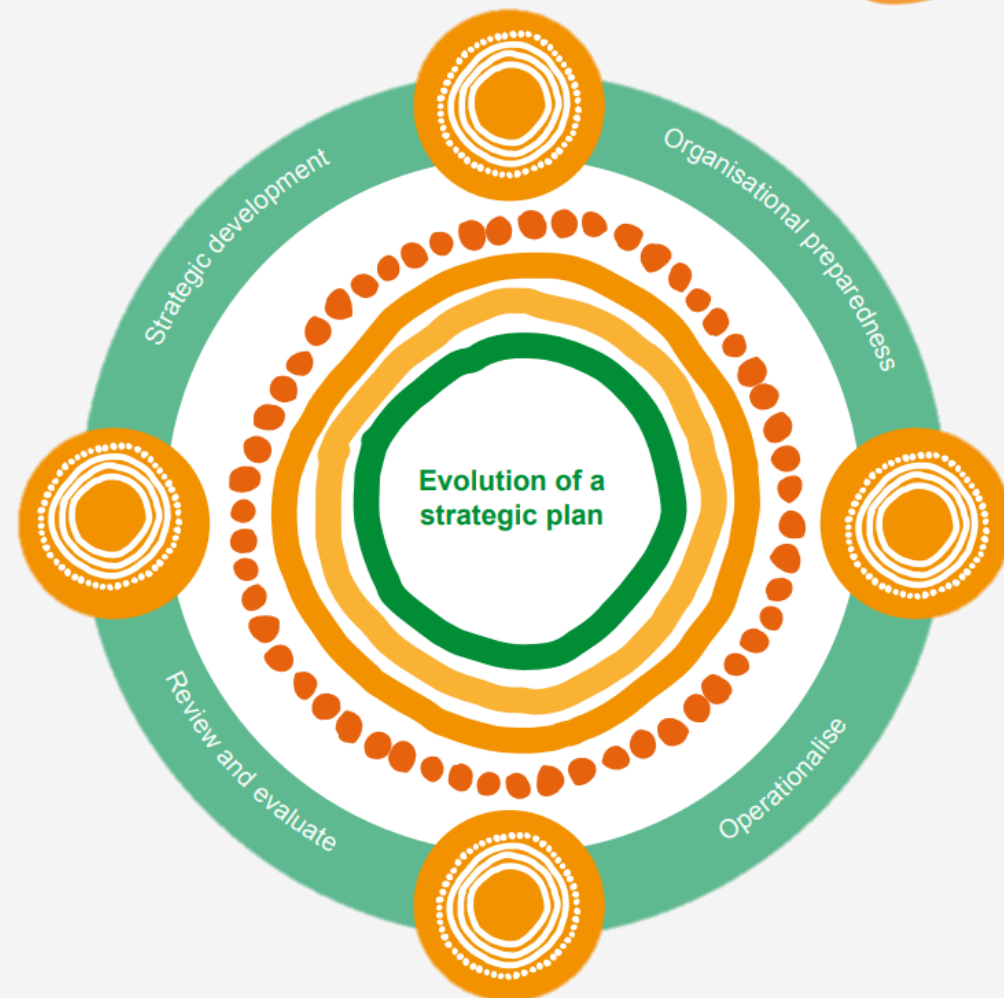 Strategic development
Organisational preparedness
Evolution of a
strategic plan
Review and evaluate
Operationalise